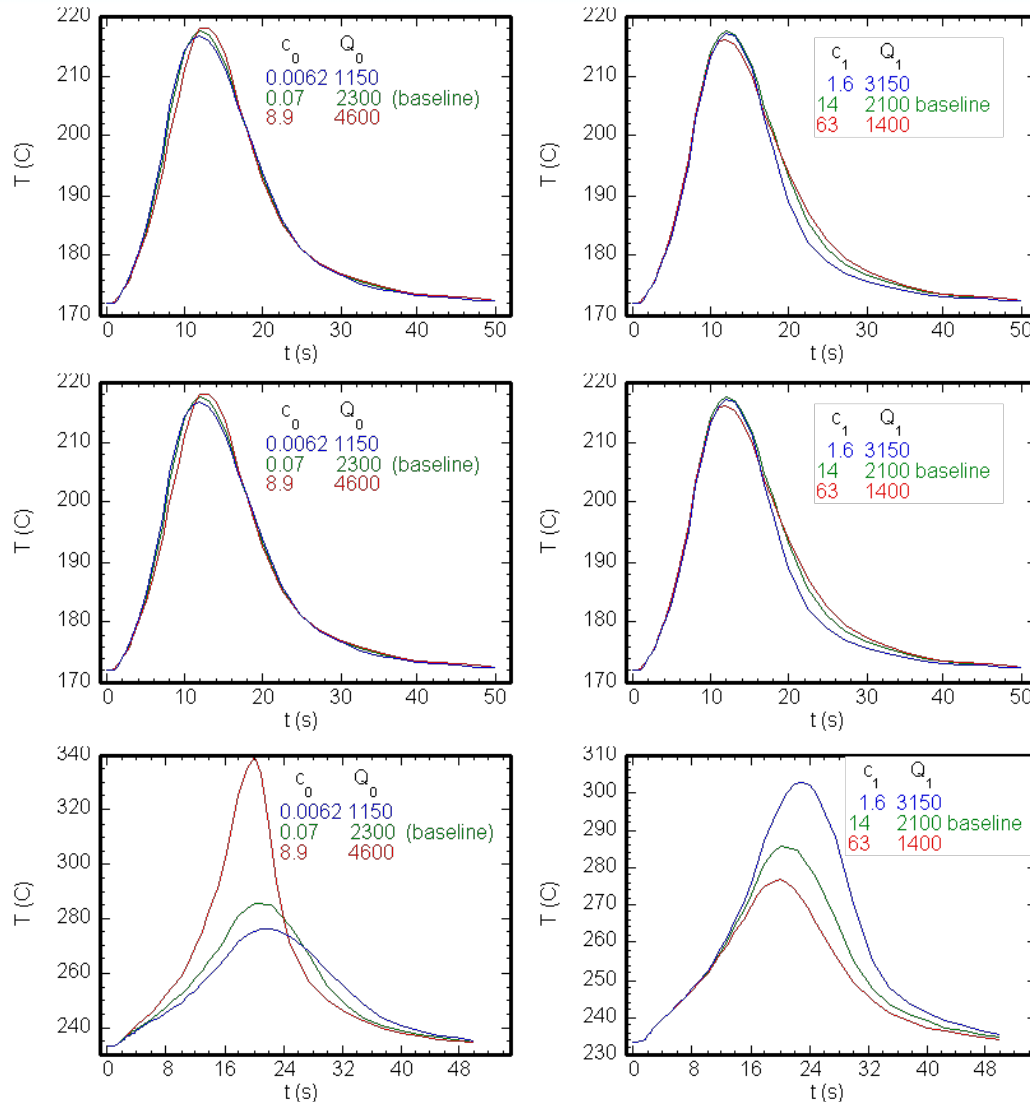 220
210
200
190
180
170
T (C)
0 10 20 30 40 50
t (s)
c0 Q0
0.0062 1150
0.07 2300 (baseline)
8.9 4600
220
210
200
190
180
170
T (C)
0 10 20 30 40 50
t (s)
c1 Q1
1.6 3150
14 2100 baseline
63 1400
220
210
200
190
180
170
T (C)
0 10 20 30 40 50
t (s)
c0 Q0
0.0062 1150
0.07 2300 (baseline)
8.9 4600
220
210
200
190
180
170
T (C)
0 10 20 30 40 50
t (s)
c1 Q1
1.6 3150
14 2100 baseline
63 1400
340
320
300
280
260
240
T (C)
0 8 16 24 32 40 48
t (s)
c0 Q0
0.0062 1150
0.07 2300 (baseline)
8.9 4600
310
300
290
280
270
260
250
240
230
T (C)
0 8 16 24 32 40 48
t (s)
c1 Q1
1.6 3150
14 2100 baseline
63 1400